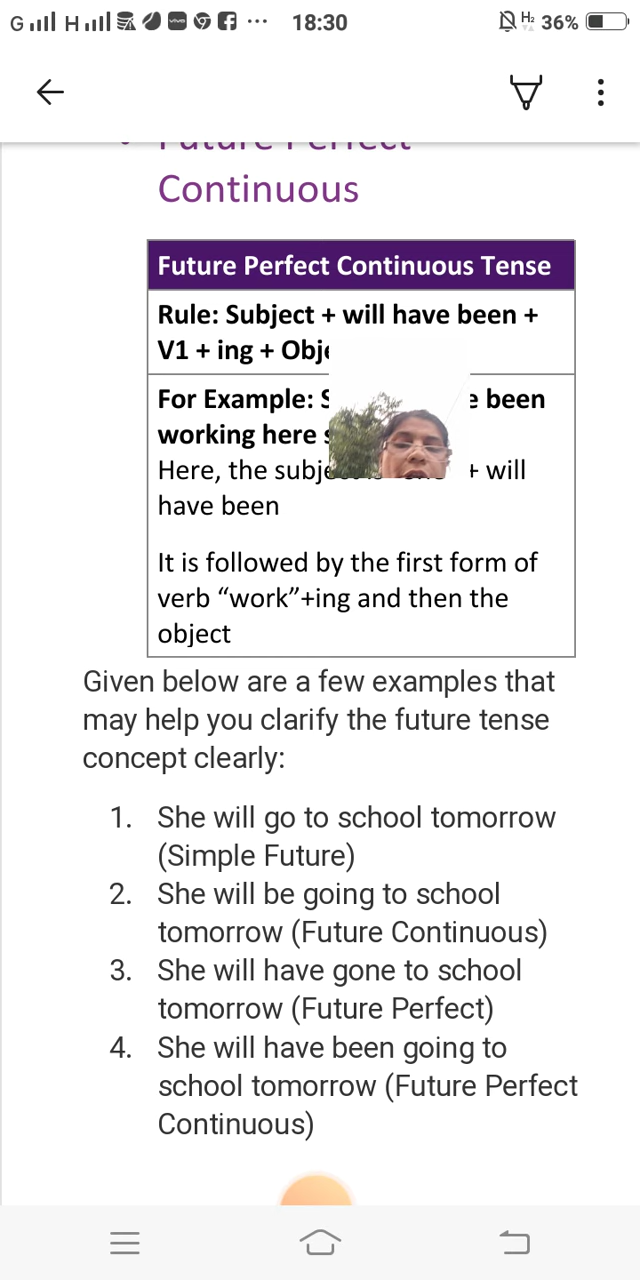 G H vivo ... 18:30 H2 36%
Future Perfect
Continuous
Future Perfect Continuous Tense
Rule: Subject + will have been +
V1 + ing +
For Example: been
working here
Here, the + will
have been
It is followed by the first form of
verb “work”+ing and then the
object
Given below are a few examples that
may help you clarify the future tense
concept clearly:
1. She will go to school tomorrow
(Simple Future)
2. She will be going to school
tomorrow (Future Continuous)
3. She will have gone to school
tomorrow (Future Perfect)
4. She will have been going to
school tomorrow (Future Perfect
Continuous)